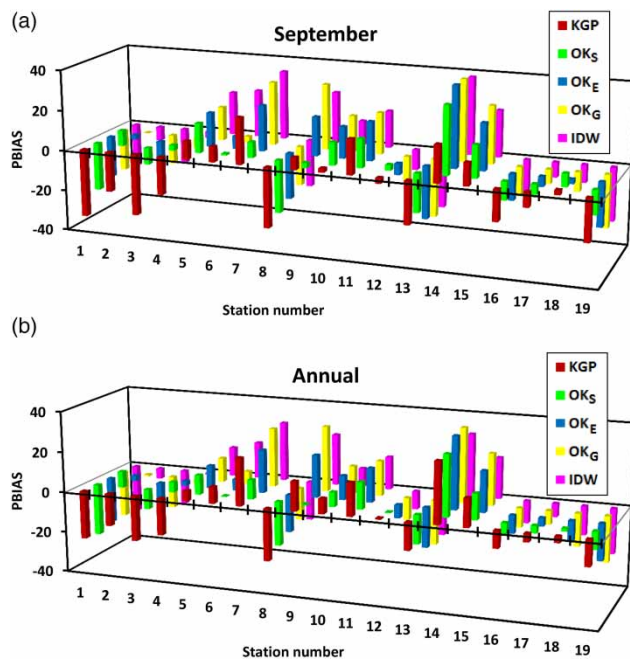 (a)
September
KGP
OKS
OKE
OKG
IDW
40
20
0
-20
-40
PBIAS
1 2 3 4 5 6 7 8 9 10 11 12 13 14 15 16 17 18 19
Station number
(b)
Annual
KGP
OKS
OKE
OKG
IDW
40
20
0
-20
-40
PBIAS
1 2 3 4 5 6 7 8 9 10 11 12 13 14 15 16 17 18 19
Station number